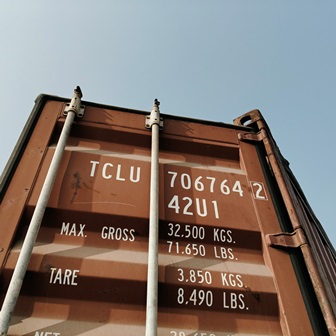 TCLU 706764 2
42U1
MAX. GROSS 32.500 KGS.
71.650 LBS.
TARE 3.850 KGS.
8.490 LBS.
NET